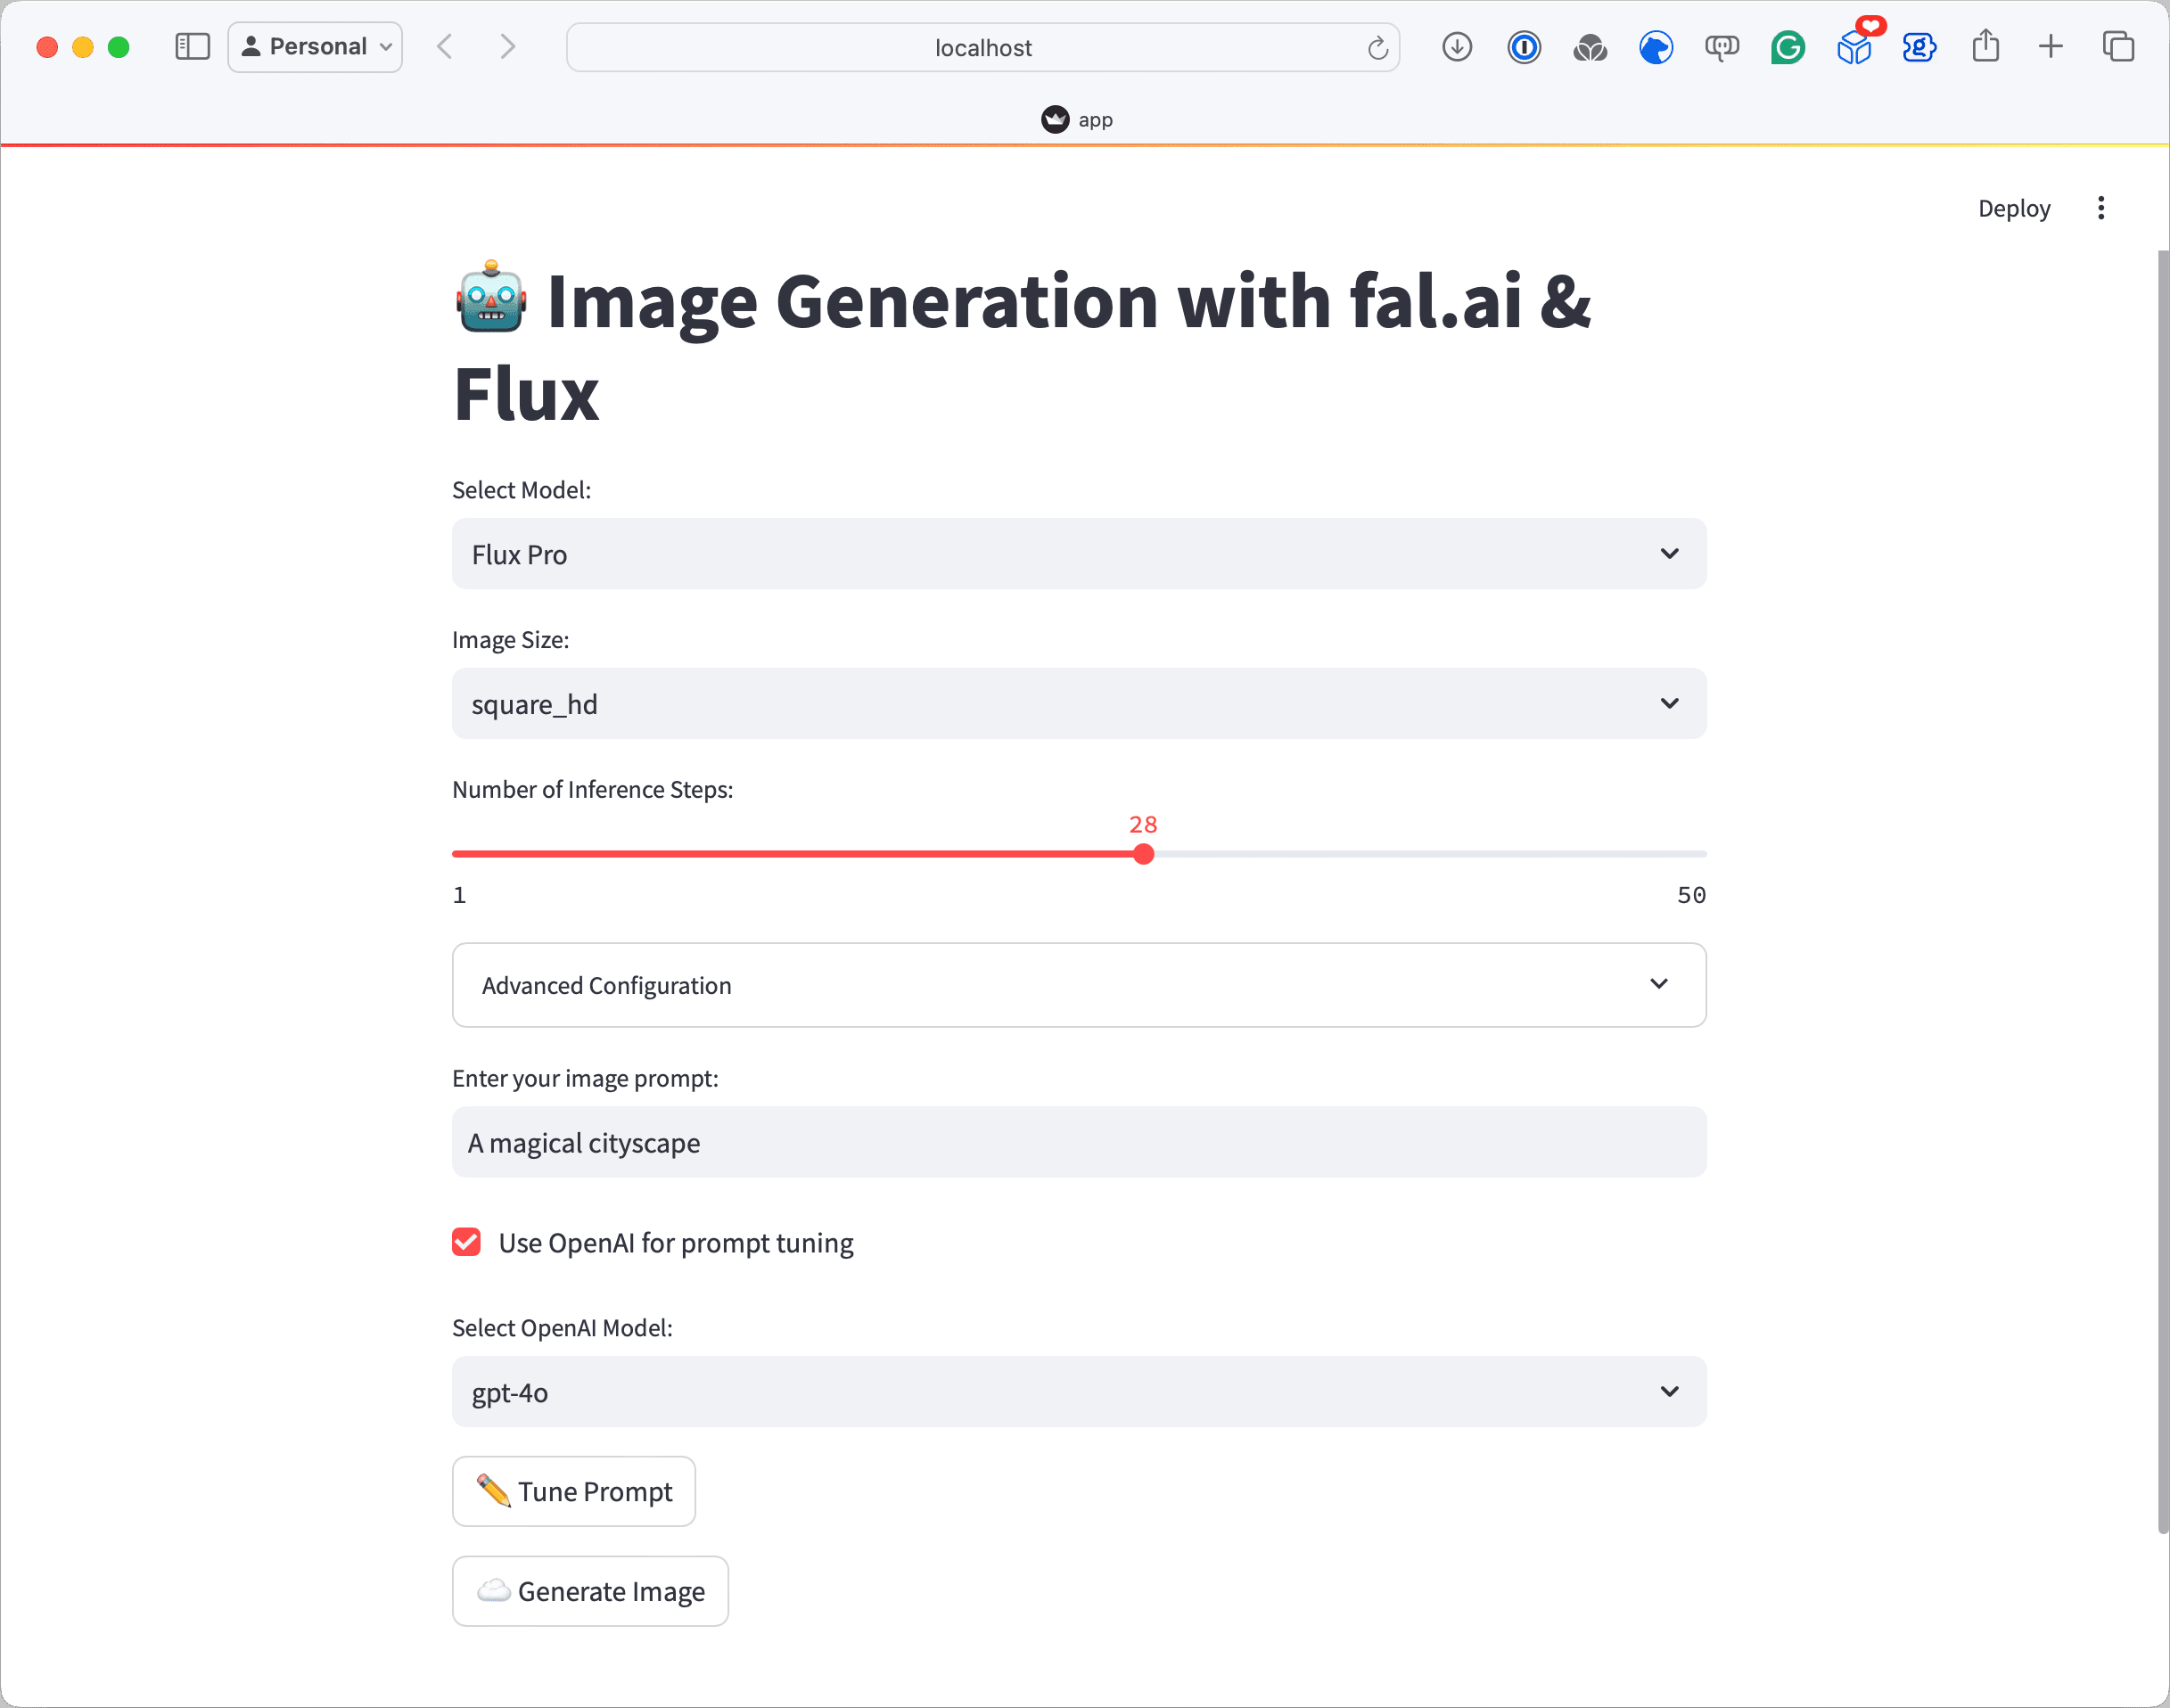 Personal
localhost
app
Deploy
🤖 Image Generation with fal.ai &
Flux
Select Model:
Flux Pro
Image Size:
square_hd
Number of Inference Steps:
28
1 50
Advanced Configuration
Enter your image prompt:
A magical cityscape
Use OpenAI for prompt tuning
Select OpenAI Model:
gpt-4o
✏️ Tune Prompt
☁️ Generate Image